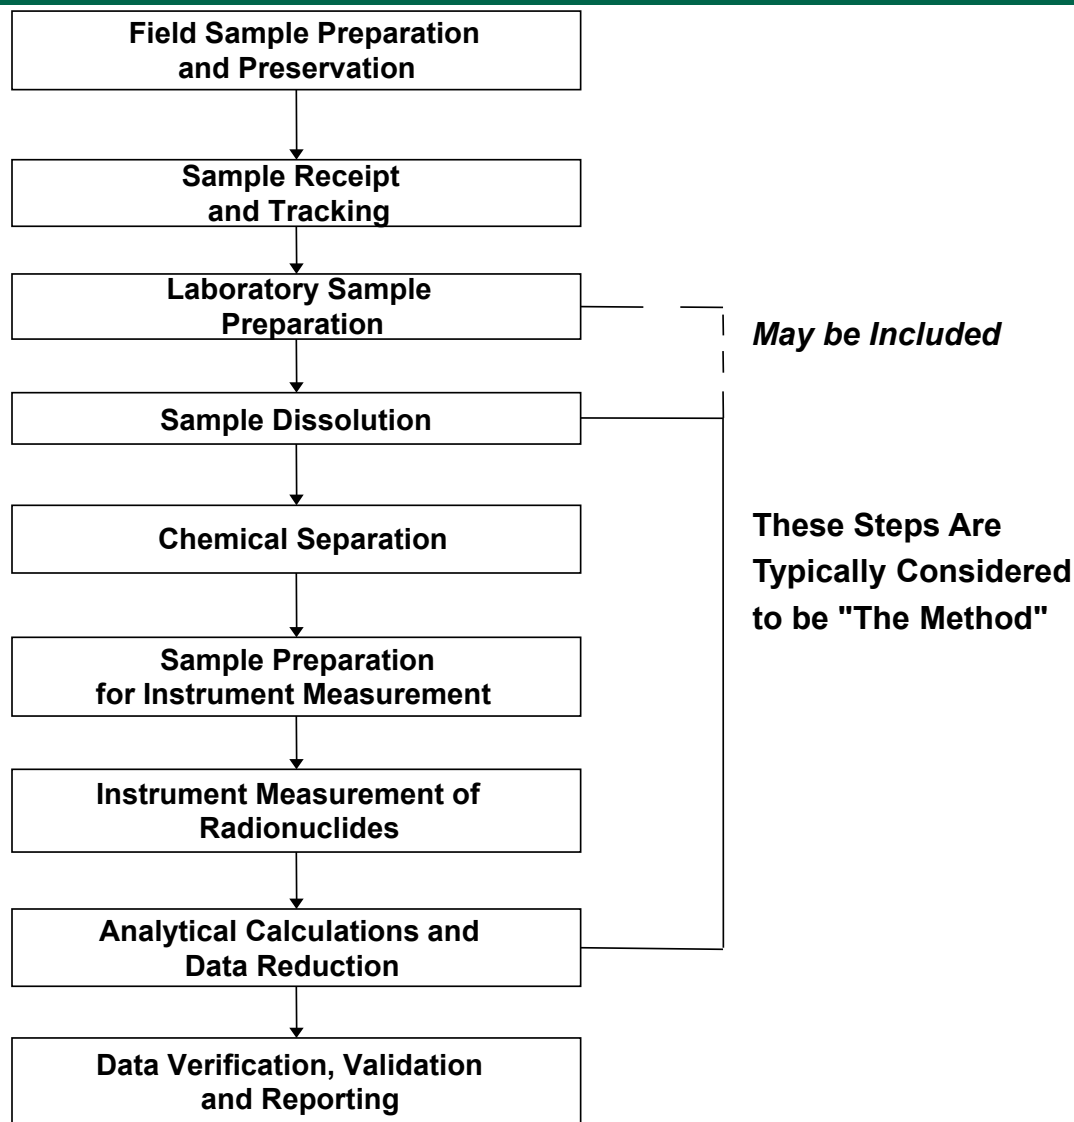 Field Sample Preparation
and Preservation
Sample Receipt
and Tracking
Laboratory Sample
Preparation
May be Included
Sample Dissolution
Chemical Separation
These Steps Are
Typically Considered
to be "The Method"
Sample Preparation
for Instrument Measurement
Instrument Measurement of
Radionuclides
Analytical Calculations and
Data Reduction
Data Verification, Validation
and Reporting